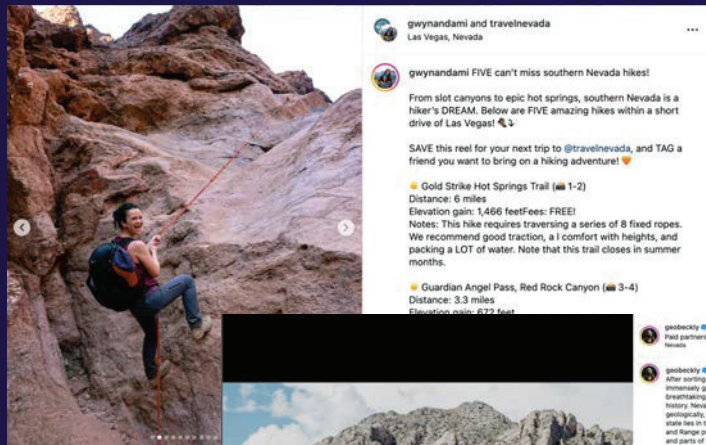 gwynandami and travelnevada
Las Vegas, Nevada
gwynandami FIVE can't miss southern Nevada hikes!
From slot canyons to epic hot springs, southern Nevada is a
hiker's DREAM. Below are FIVE amazing hikes within a short
drive of Las Vegas! 🥾⤵️
SAVE this reel for your next trip to @travelnevada, and TAG a
friend you want to bring on a hiking adventure! 🧡
☀️ Gold Strike Hot Springs Trail (📸 1-2)
Distance: 6 miles
Elevation gain: 1,466 feetFees: FREE!
Notes: This hike requires traversing a series of 8 fixed ropes.
We recommend good traction, a l comfort with heights, and
packing a LOT of water. Note that this trail closes in summer
months.
☀️ Guardian Angel Pass, Red Rock Canyon (📸 3-4)
Distance: 3.3 miles
Elevation gain: 672 feet
geobeckly
Paid partners
Nevada
geobeckly
After sorting
immensely g
breathtaking
history. Neva
geologically,
state lies in t
and Range p
and parts of